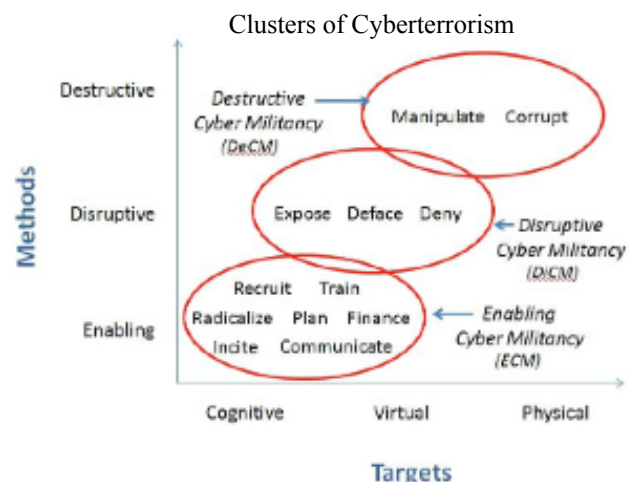 Clusters of Cyberterrorism
Destructive
Destructive
Cyber Militancy
(DeCM)
Manipulate Corrupt
Methods
Disruptive
Expose Deface Deny
Disruptive
Cyber Militancy
(DiCM)
Recruit Train
Radicalize Plan Finance
Incite Communicate
Enabling
Enabling
Cyber Militancy
(ECM)
Cognitive Virtual Physical
Targets